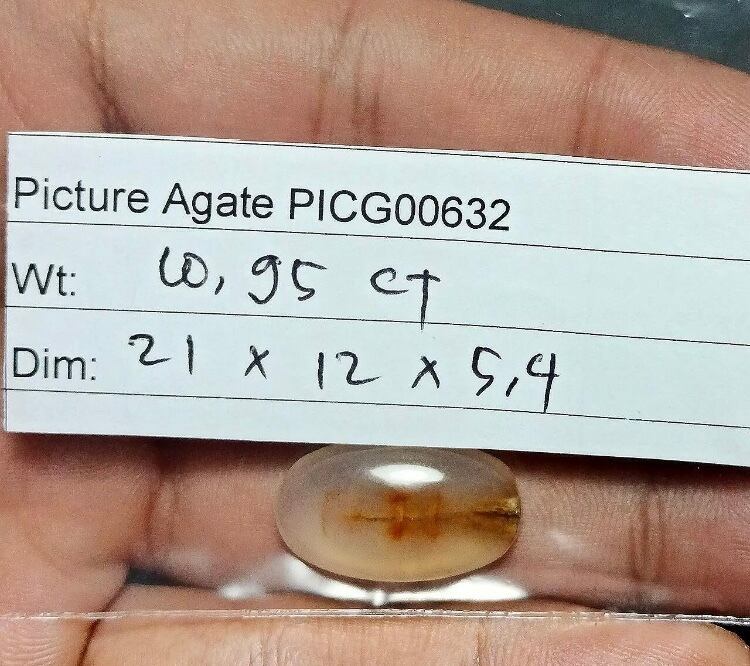 Picture Agate PICG00632
Wt: 10,95 CT
Dim: 21 x 12 x 5,4